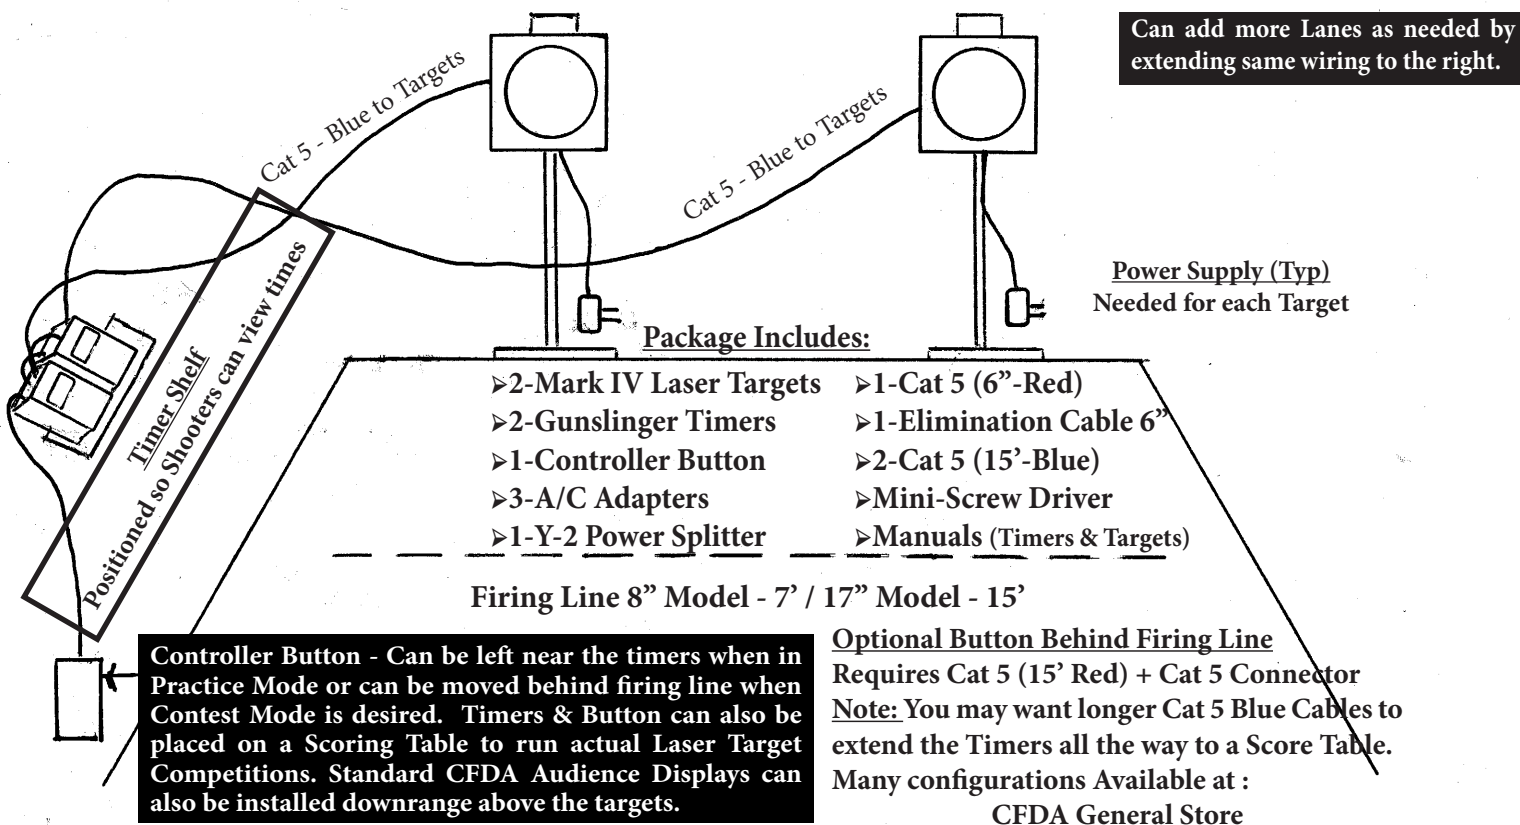 Can add more Lanes as needed by
extending same wiring to the right.
Cat 5 - Blue to Targets
Cat 5 - Blue to Targets
Power Supply (Typ)
Needed for each Target
Timer Shelf
Positioned so Shooters can view times
Package Includes:
➢2-Mark IV Laser Targets
➢2-Gunslinger Timers
➢1-Controller Button
➢3-A/C Adapters
➢1-Y-2 Power Splitter
➢1-Cat 5 (6”-Red)
➢1-Elimination Cable 6”
➢2-Cat 5 (15’-Blue)
➢Mini-Screw Driver
➢Manuals (Timers & Targets)
Firing Line 8” Model - 7’ / 17” Model - 15’
Controller Button - Can be left near the timers when in
Practice Mode or can be moved behind firing line when
Contest Mode is desired. Timers & Button can also be
placed on a Scoring Table to run actual Laser Target
Competitions. Standard CFDA Audience Displays can
also be installed downrange above the targets.
Optional Button Behind Firing Line
Requires Cat 5 (15’ Red) + Cat 5 Connector
Note: You may want longer Cat 5 Blue Cables to
extend the Timers all the way to a Score Table.
Many configurations Available at :
CFDA General Store